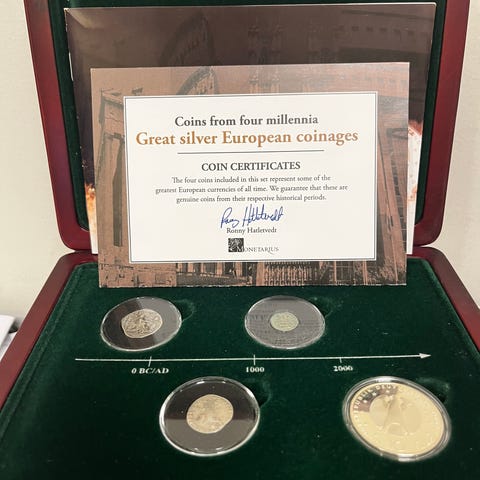 Coins from four millennia
Great silver European coinages
COIN CERTIFICATES
The four coins included in this set represent some of the
greatest European currencies of all time. We guarantee that these are
genuine coins from their respective historical periods.
Ronny Hatletvedt
MONETARIUS
0 BC/AD
1000
2000